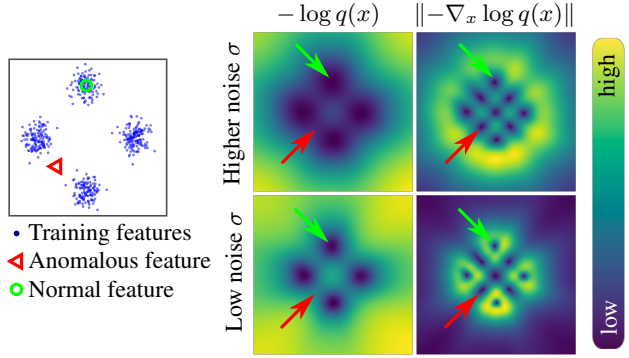 − log q(x)
‖−∇ₓ log q(x)‖
Higher noise σ
Low noise σ
high
low
Training features
Anomalous feature
Normal feature